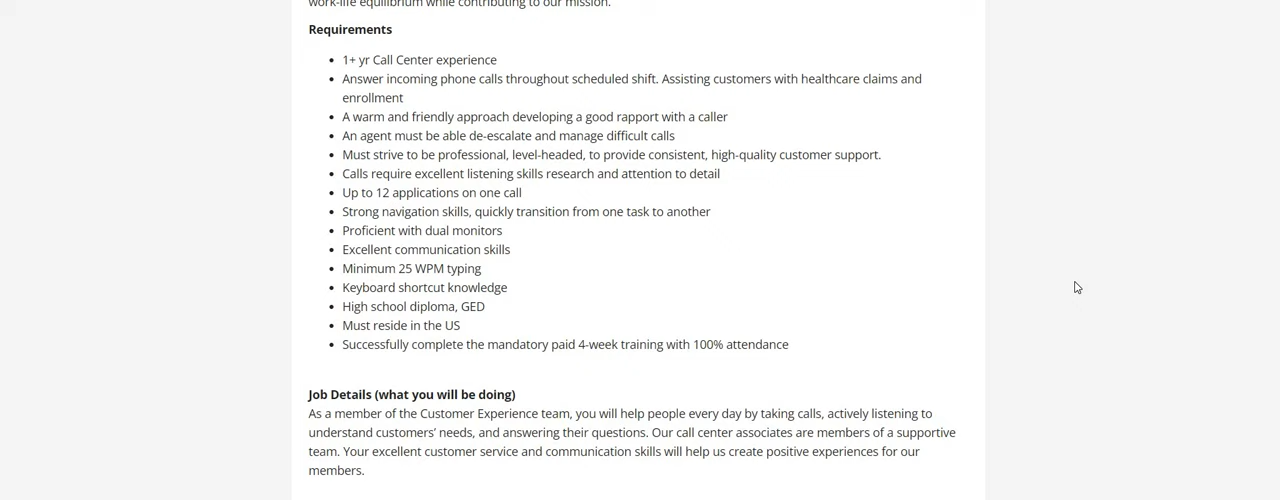 work-life equilibrium while contributing to our mission.
Requirements
1+ yr Call Center experience
Answer incoming phone calls throughout scheduled shift. Assisting customers with healthcare claims and
enrollment
A warm and friendly approach developing a good rapport with a caller
An agent must be able de-escalate and manage difficult calls
Must strive to be professional, level-headed, to provide consistent, high-quality customer support.
Calls require excellent listening skills research and attention to detail
Up to 12 applications on one call
Strong navigation skills, quickly transition from one task to another
Proficient with dual monitors
Excellent communication skills
Minimum 25 WPM typing
Keyboard shortcut knowledge
High school diploma, GED
Must reside in the US
Successfully complete the mandatory paid 4-week training with 100% attendance
Job Details (what you will be doing)
As a member of the Customer Experience team, you will help people every day by taking calls, actively listening to
understand customers’ needs, and answering their questions. Our call center associates are members of a supportive
team. Your excellent customer service and communication skills will help us create positive experiences for our
members.